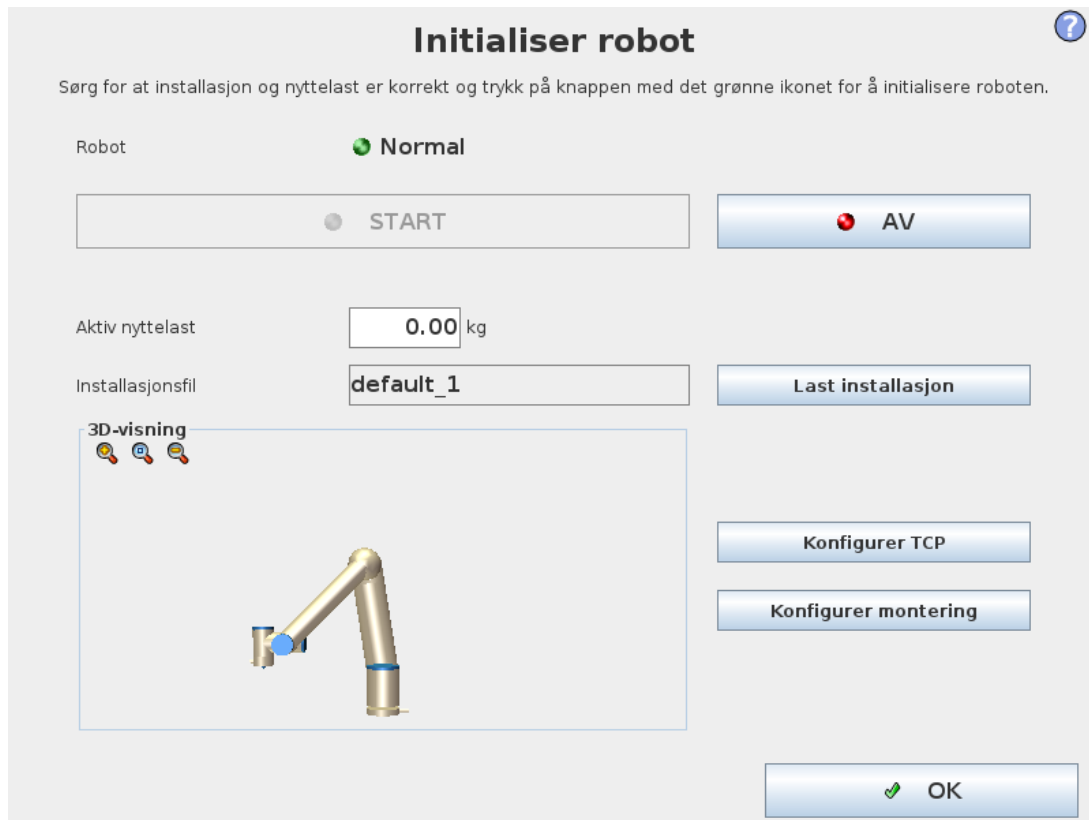 Initialiser robot
?
Sørg for at installasjon og nyttelast er korrekt og trykk på knappen med det grønne ikonet for å initialisere roboten.
Robot
Normal
START
AV
Aktiv nyttelast
0.00 kg
Installasjonsfil
default_1
Last installasjon
3D-visning
Konfigurer TCP
Konfigurer montering
OK